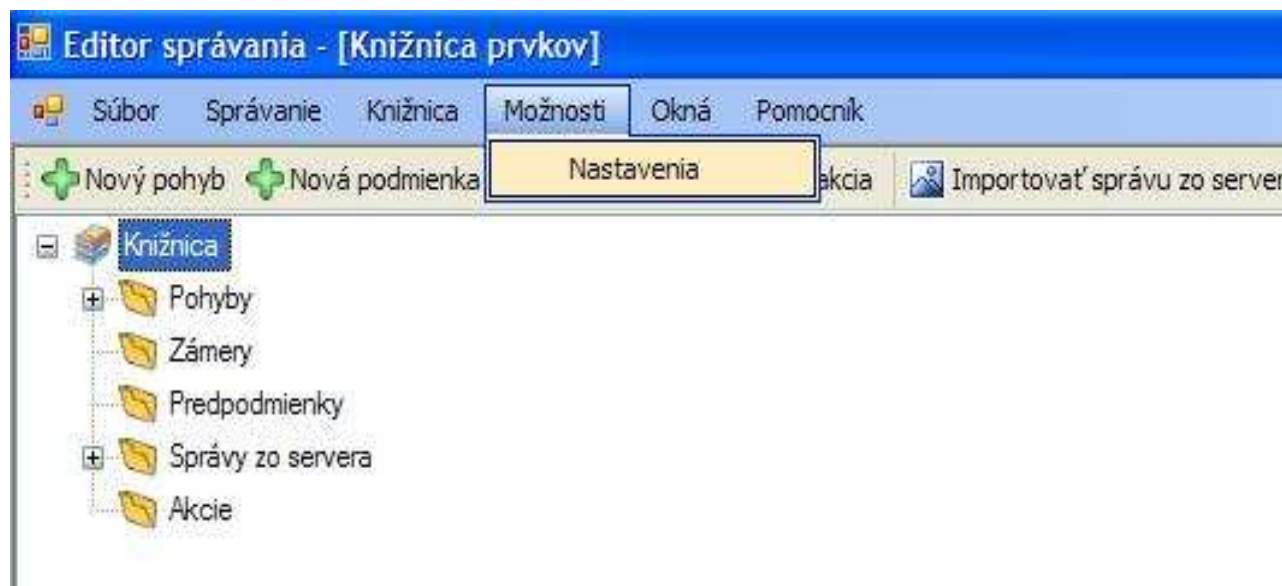 Editor správania - [Knižnica prvkov]
Súbor Správanie Knižnica Možnosti Okná Pomocník
Nový pohyb Nová podmienka Nastavenia akcia Importovať správu zo server
Knižnica
Pohyby
Zámery
Predpodmienky
Správy zo servera
Akcie